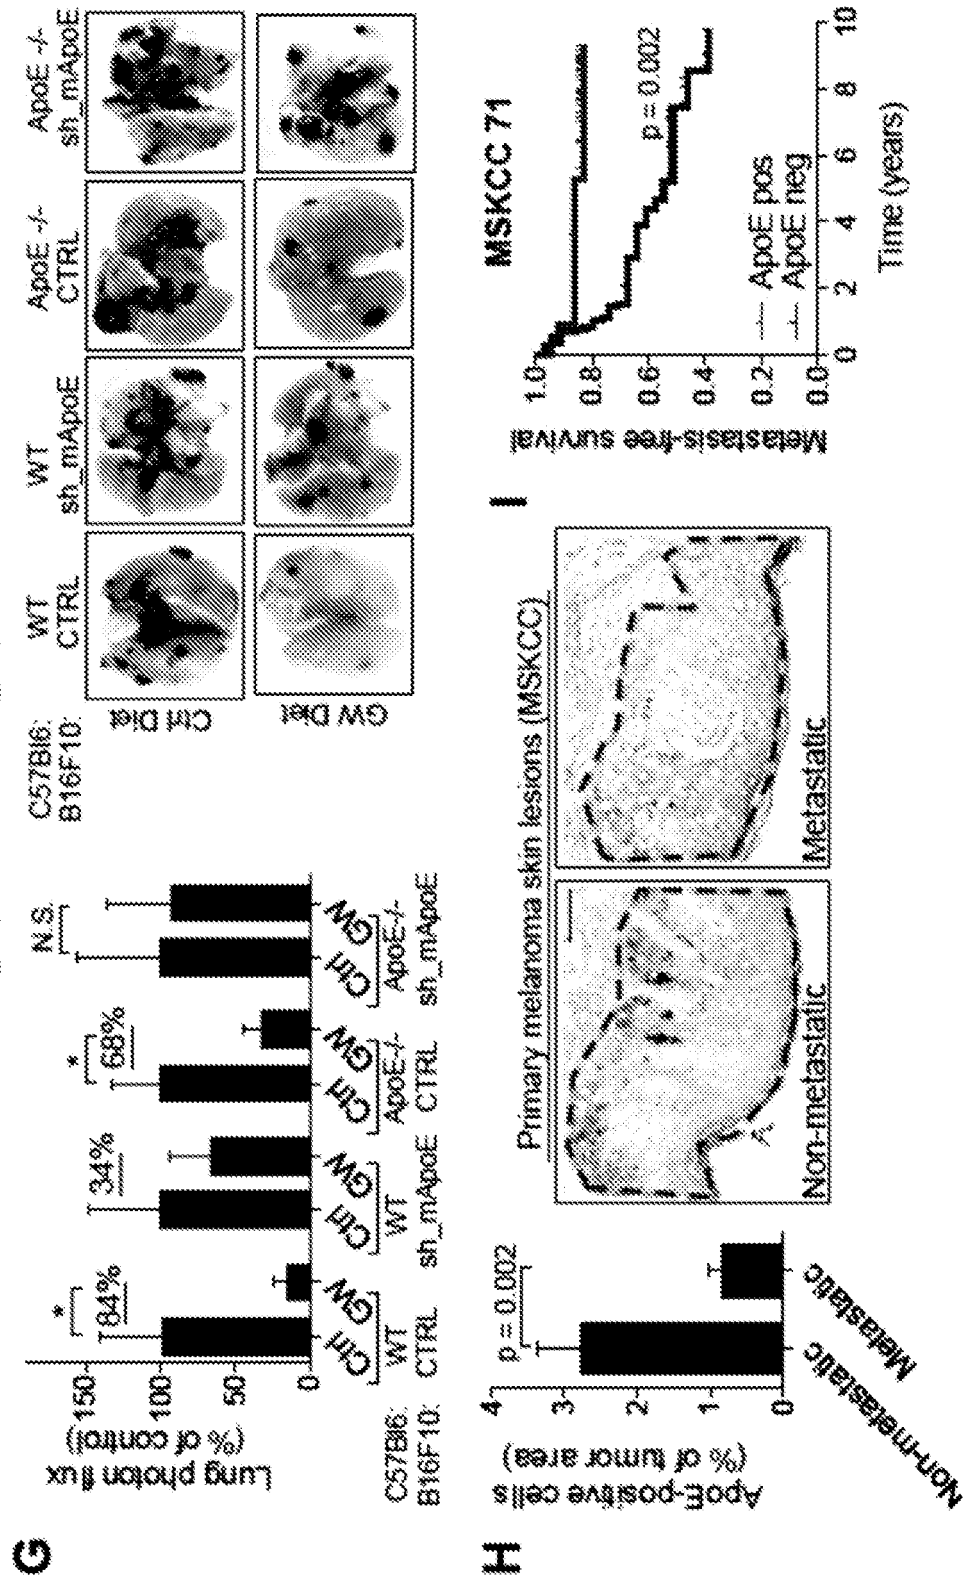 G
Lung photon flux
(% of control)
150
100
50
0
*
84%
34%
*
68%
N.S.
Ctrl
GW
Ctrl
GW
Ctrl
GW
Ctrl
GW
C57Bl6:
WT
WT
ApoE-/-
ApoE-/-
B16F10:
CTRL
sh_mApoE
CTRL
sh_mApoE
C57Bl6:
WT
WT
ApoE -/-
ApoE -/-
B16F10:
CTRL
sh_mApoE
CTRL
sh_mApoE
Ctrl Diet
GW Diet
H
ApoE-positive cells
(% of tumor area)
4
3
2
1
0
p = 0.002
Non-metastatic
Metastatic
Primary melanoma skin lesions (MSKCC)
Non-metastatic
Metastatic
I
MSKCC 71
Metastasis-free survival
1.0
0.8
0.6
0.4
0.2
0.0
p = 0.002
ApoE pos
ApoE neg
0
2
4
6
8
10
Time (years)